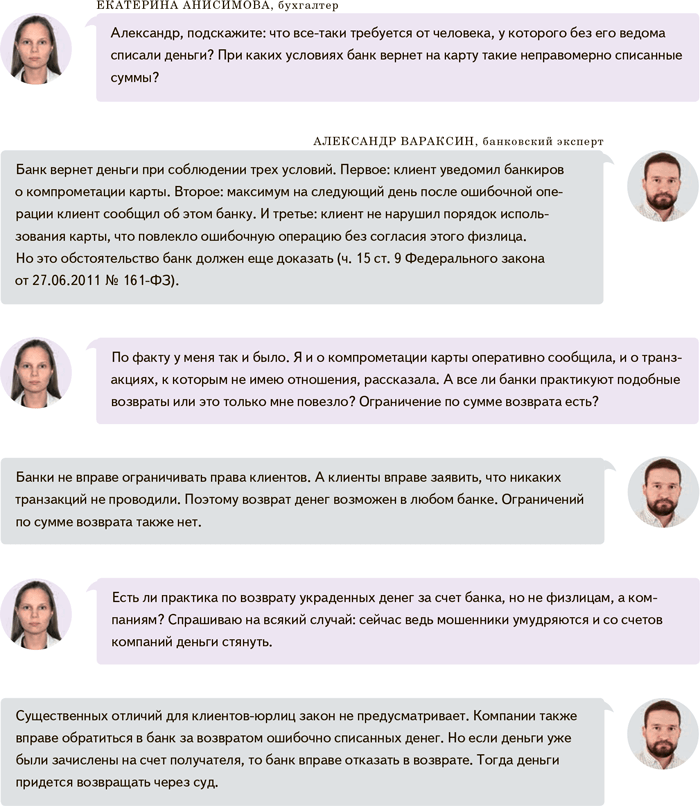 ЕКАТЕРИНА АНИСИМОВА, бухгалтер
Александр, подскажите: что все-таки требуется от человека, у которого без его ведома
списали деньги? При каких условиях банк вернет на карту такие неправомерно списанные
суммы?
АЛЕКСАНДР ВАРАКСИН, банковский эксперт
Банк вернет деньги при соблюдении трех условий. Первое: клиент уведомил банкиров
о компрометации карты. Второе: максимум на следующий день после ошибочной опе-
рации клиент сообщил об этом банку. И третье: клиент не нарушил порядок исполь-
зования карты, что повлекло ошибочную операцию без согласия этого физлица.
Но это обстоятельство банк должен еще доказать (ч. 15 ст. 9 Федерального закона
от 27.06.2011 № 161-ФЗ).
По факту у меня так и было. Я и о компрометации карты оперативно сообщила, и о транз-
акциях, к которым не имею отношения, рассказала. А все ли банки практикуют подобные
возвраты или это только мне повезло? Ограничение по сумме возврата есть?
Банки не вправе ограничивать права клиентов. А клиенты вправе заявить, что никаких
транзакций не проводили. Поэтому возврат денег возможен в любом банке. Ограничений
по сумме возврата также нет.
Есть ли практика по возврату украденных денег за счет банка, но не физлицам, а ком-
паниям? Спрашиваю на всякий случай: сейчас ведь мошенники умудряются и со счетов
компаний деньги стянуть.
Существенных отличий для клиентов-юрлиц закон не предусматривает. Компании также
вправе обратиться в банк за возвратом ошибочно списанных денег. Но если деньги уже
были зачислены на счет получателя, то банк вправе отказать в возврате. Тогда деньги
придется возвращать через суд.